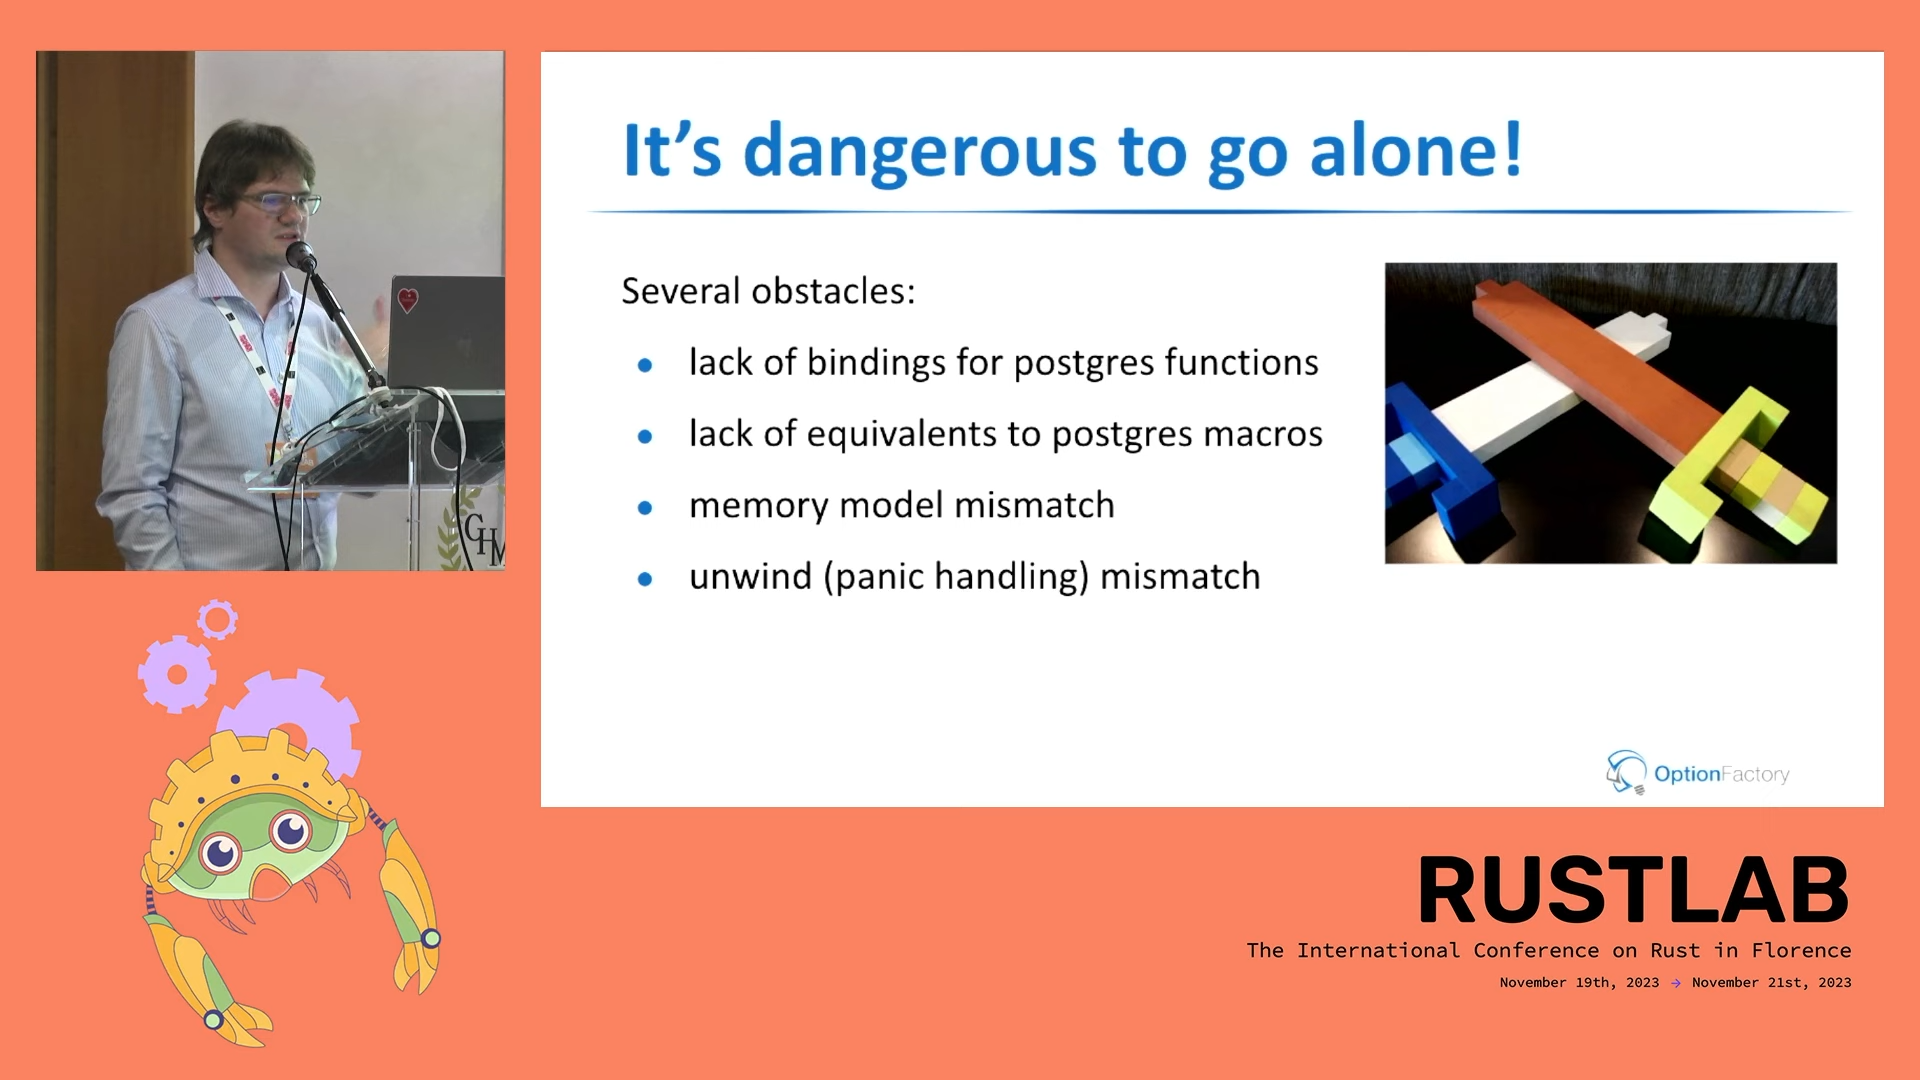 It’s dangerous to go alone!
Several obstacles:
● lack of bindings for postgres functions
● lack of equivalents to postgres macros
● memory model mismatch
● unwind (panic handling) mismatch
OptionFactory
GHM
RUSTLAB
The International Conference on Rust in Florence
November 19th, 2023 → November 21st, 2023